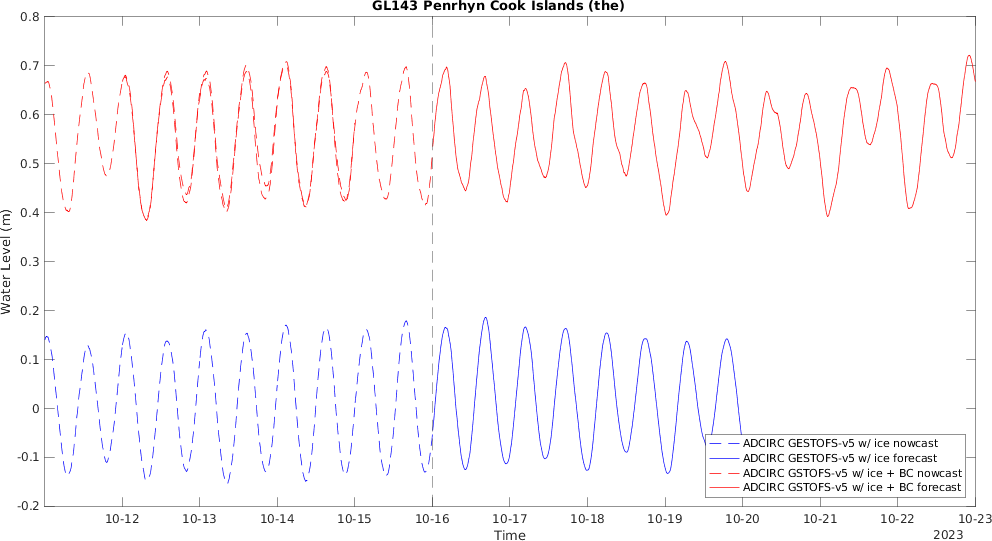 GL143 Penrhyn Cook Islands (the)
Water Level (m)
0.8
0.7
0.6
0.5
0.4
0.3
0.2
0.1
0
-0.1
-0.2
ADCIRC GESTOFS-v5 w/ ice nowcast
ADCIRC GESTOFS-v5 w/ ice forecast
ADCIRC GSTOFS-v5 w/ ice + BC nowcast
ADCIRC GSTOFS-v5 w/ ice + BC forecast
10-12 10-13 10-14 10-15 10-16 10-17 10-18 10-19 10-20 10-21 10-22 10-23
Time
2023